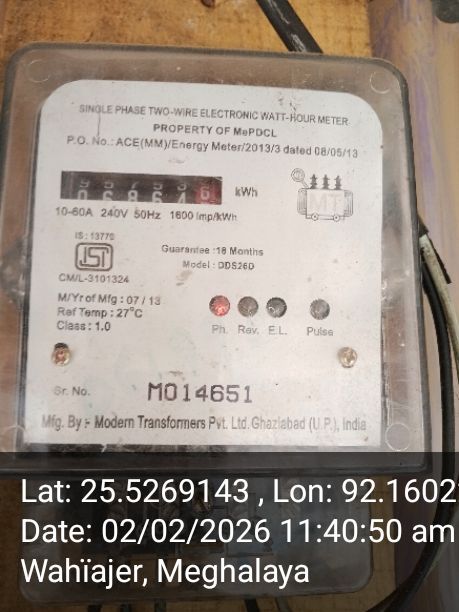 SINGLE PHASE TWO-WIRE ELECTRONIC WATT-HOUR METER
PROPERTY OF MePDCL
P.O. No.: ACE(MM)/Energy Meter/2013/3 dated 08/05/13
kWh
MT
10-60A 240V 50Hz 1600 Imp/kWh
IS : 13779
ISI
CM/L-3101324
Guarantee :18 Months
Model : DDS26D
M/Yr of Mfg : 07 / 13
Ref Temp : 27°C
Class : 1.0
Ph. Rev. E.L. Pulse
Sr. No. M014651
Mfg. By :- Modern Transformers Pvt. Ltd. Ghaziabad (U.P.), India
Lat: 25.5269143 , Lon: 92.1602
Date: 02/02/2026 11:40:50 am
Wahïajer, Meghalaya